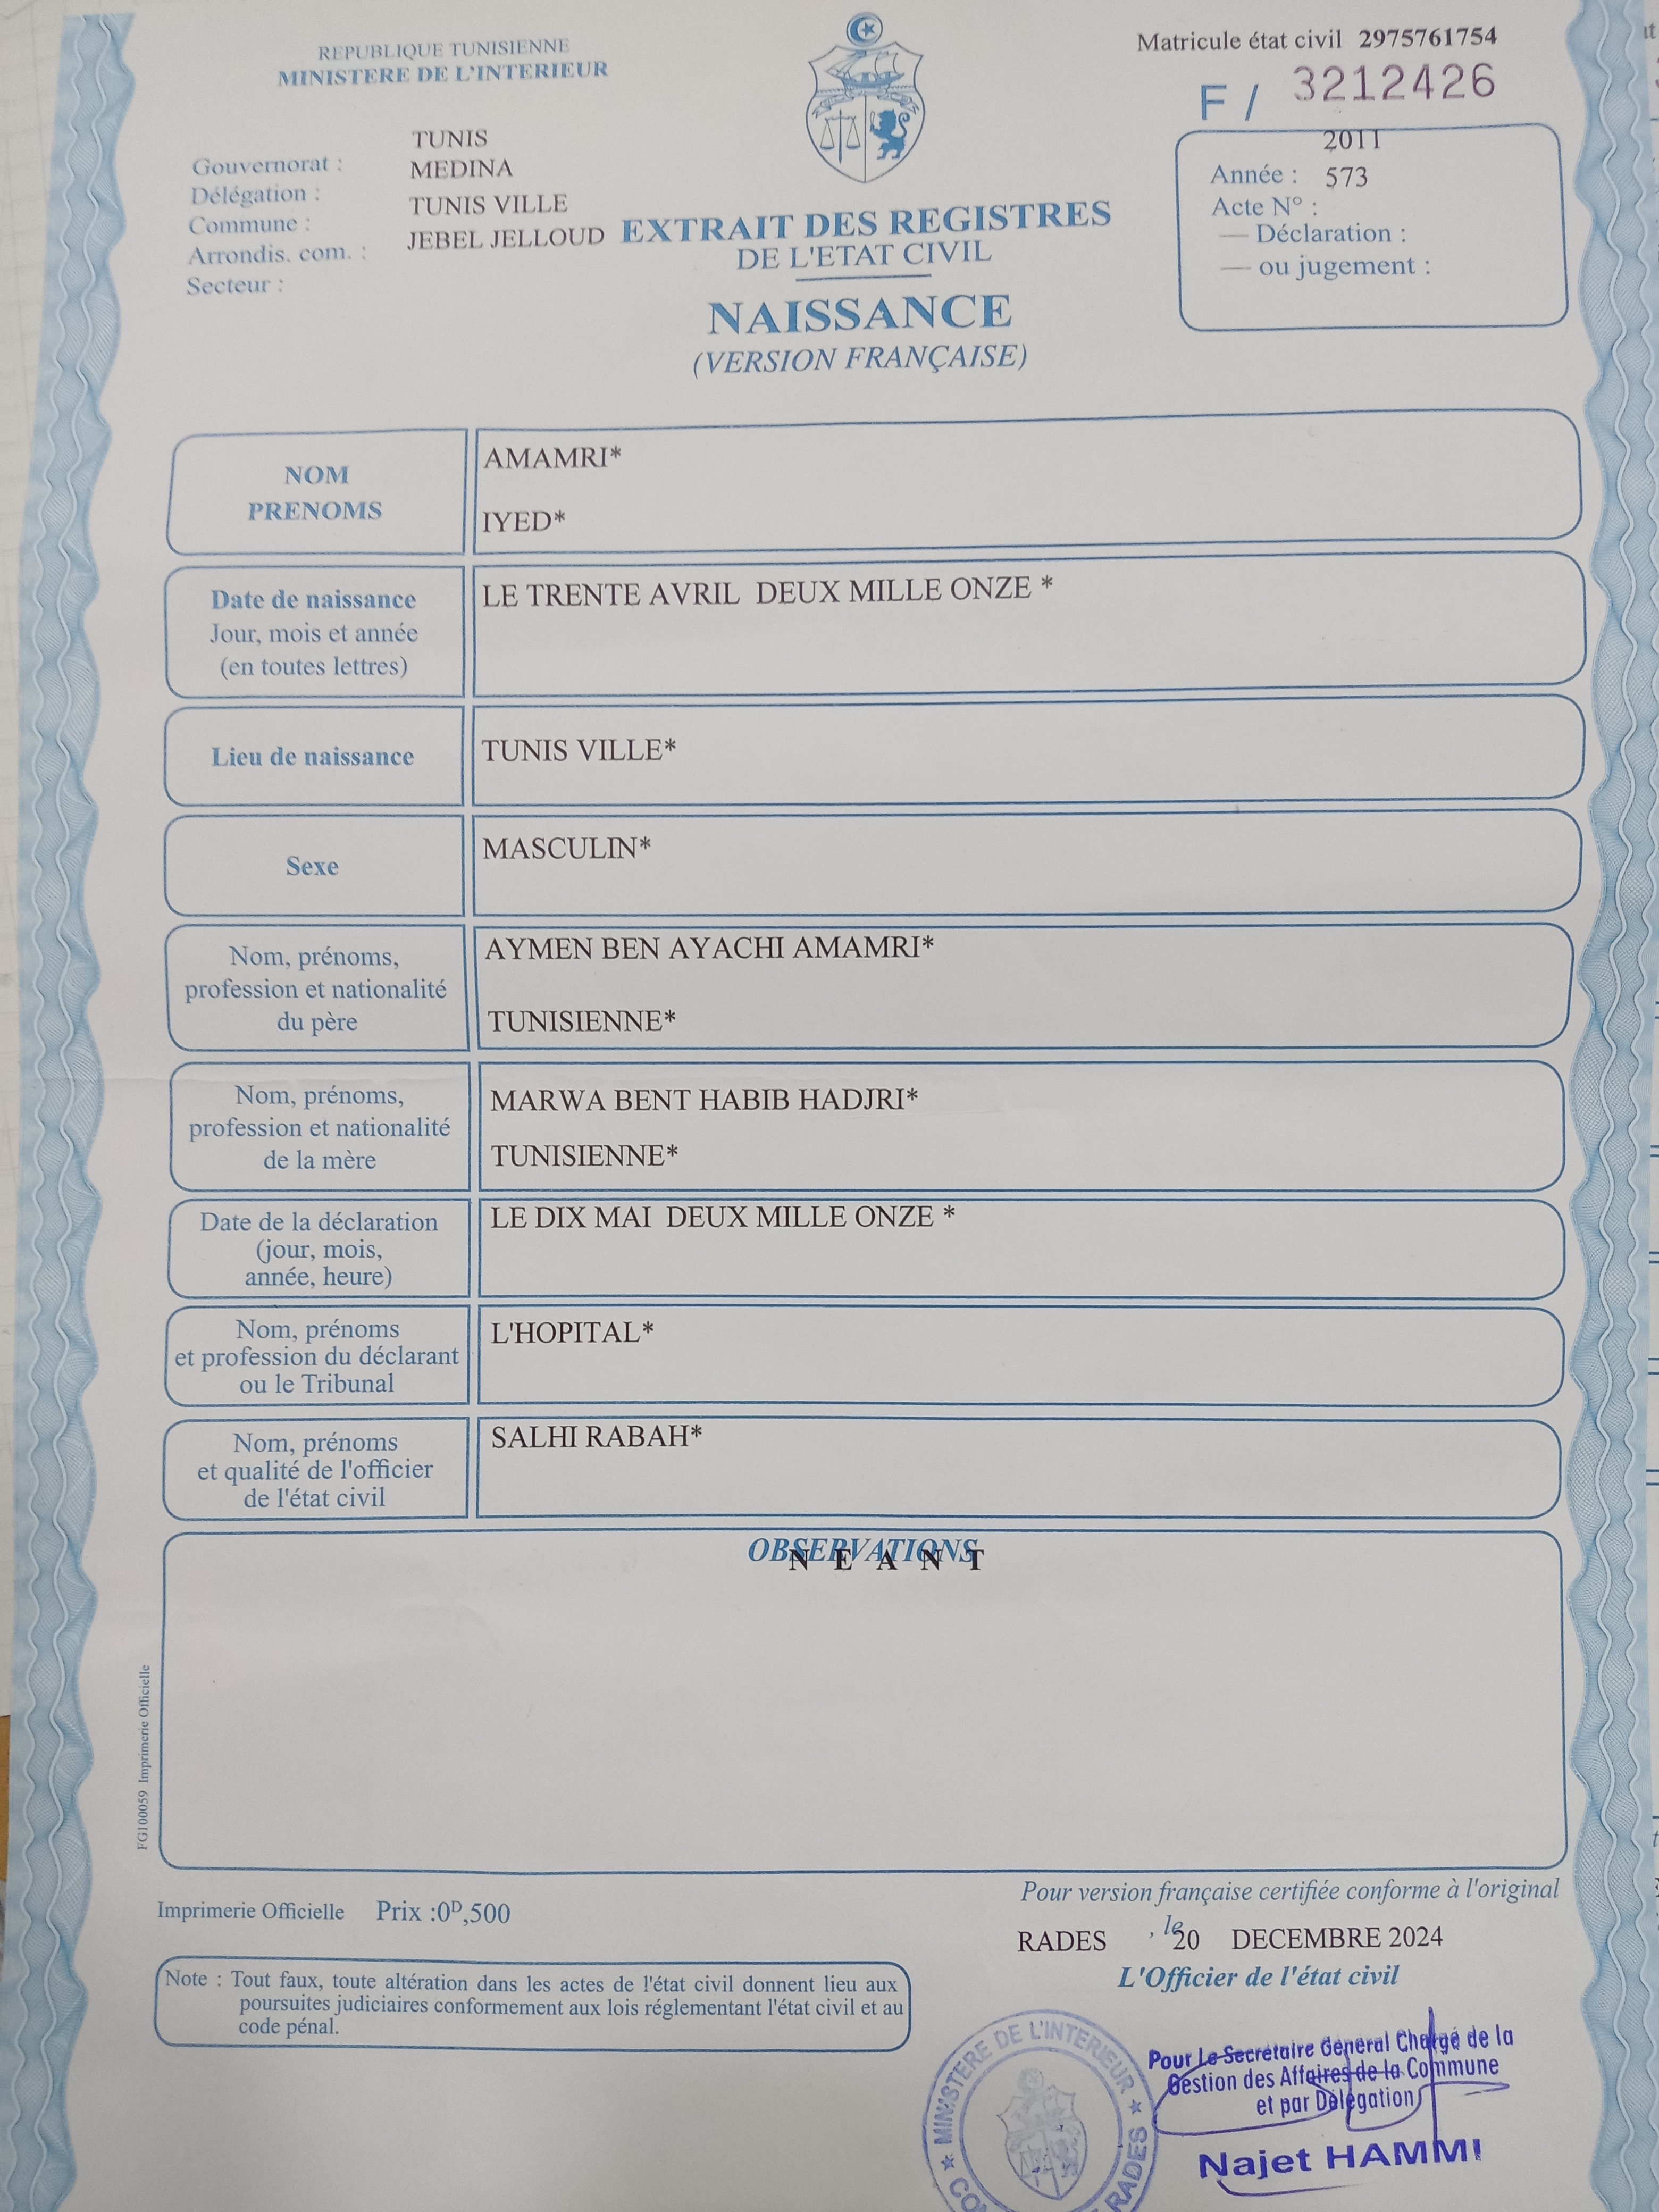 REPUBLIQUE TUNISIENNE
MINISTERE DE L'INTERIEUR
Matricule état civil 2975761754
F / 3212426
Gouvernorat : TUNIS
Délégation : MEDINA
Commune : TUNIS VILLE
Arrondis. com. : JEBEL JELLOUD
Secteur :
2011
Année : 573
Acte N° :
— Déclaration :
— ou jugement :
EXTRAIT DES REGISTRES
DE L'ETAT CIVIL
NAISSANCE
(VERSION FRANÇAISE)
NOM
PRENOMS
AMAMRI*
IYED*
Date de naissance
Jour, mois et année
(en toutes lettres)
LE TRENTE AVRIL DEUX MILLE ONZE *
Lieu de naissance
TUNIS VILLE*
Sexe
MASCULIN*
Nom, prénoms,
profession et nationalité
du père
AYMEN BEN AYACHI AMAMRI*
TUNISIENNE*
Nom, prénoms,
profession et nationalité
de la mère
MARWA BENT HABIB HADJRI*
TUNISIENNE*
Date de la déclaration
(jour, mois,
année, heure)
LE DIX MAI DEUX MILLE ONZE *
Nom, prénoms
et profession du déclarant
ou le Tribunal
L'HOPITAL*
Nom, prénoms
et qualité de l'officier
de l'état civil
SALHI RABAH*
OBSERVATIONS
N E A N T
FG100059 Imprimerie Officielle
Imprimerie Officielle Prix :0D,500
Pour version française certifiée conforme à l'original
RADES , le 20 DECEMBRE 2024
L'Officier de l'état civil
Note : Tout faux, toute altération dans les actes de l'état civil donnent lieu aux
poursuites judiciaires conformement aux lois réglementant l'état civil et au
code pénal.
MINISTERE DE L'INTERIEUR
RADES
Pour Le Secrétaire Général Chargé de la
Gestion des Affaires de la Commune
et par Délégation
Najet HAMMI